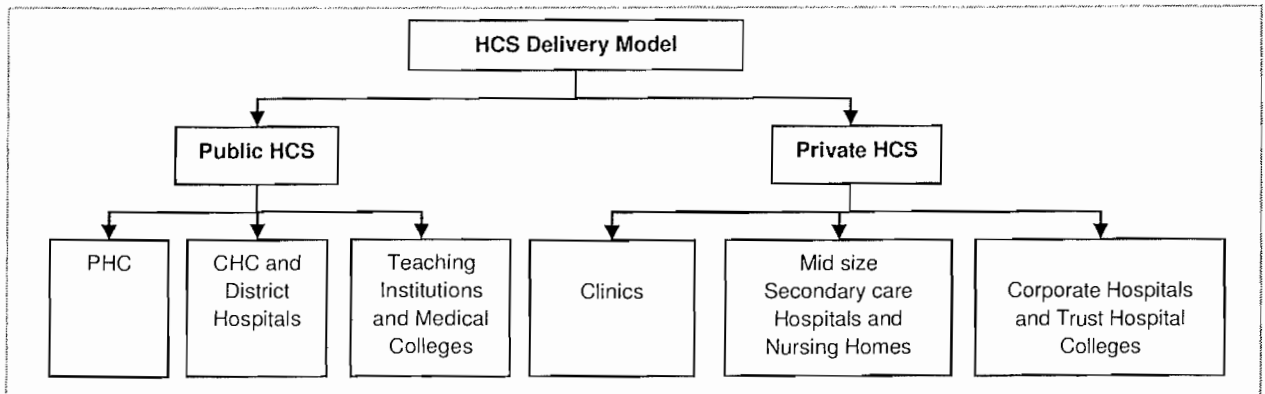 HCS Delivery Model
Public HCS
Private HCS
PHC
CHC and
District
Hospitals
Teaching
Institutions
and Medical
Colleges
Clinics
Mid size
Secondary care
Hospitals and
Nursing Homes
Corporate Hospitals
and Trust Hospital
Colleges